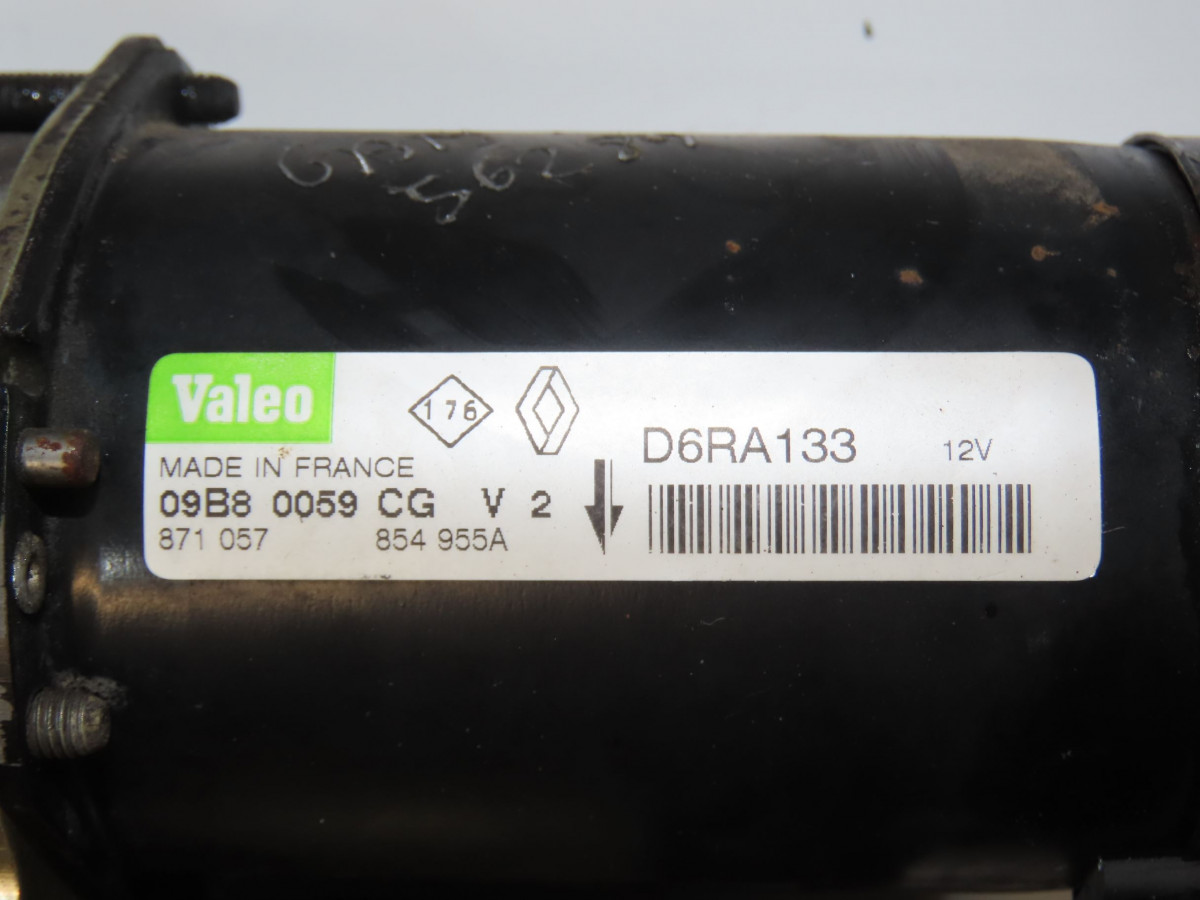 Valeo
176
D6RA133 12V
MADE IN FRANCE
09B8 0059 CG V 2
871 057 854 955A